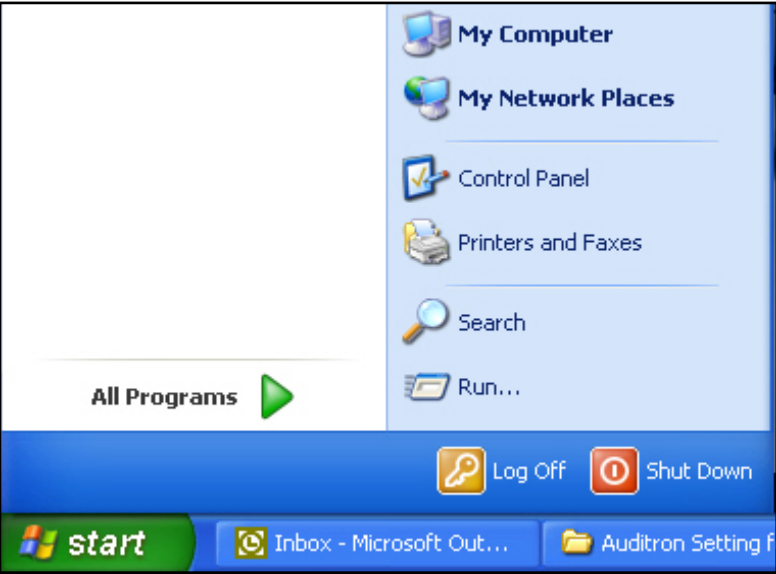 My Computer
My Network Places
Control Panel
Printers and Faxes
Search
All Programs
Run...
Log Off Shut Down
start Inbox - Microsoft Out... Auditron Setting f